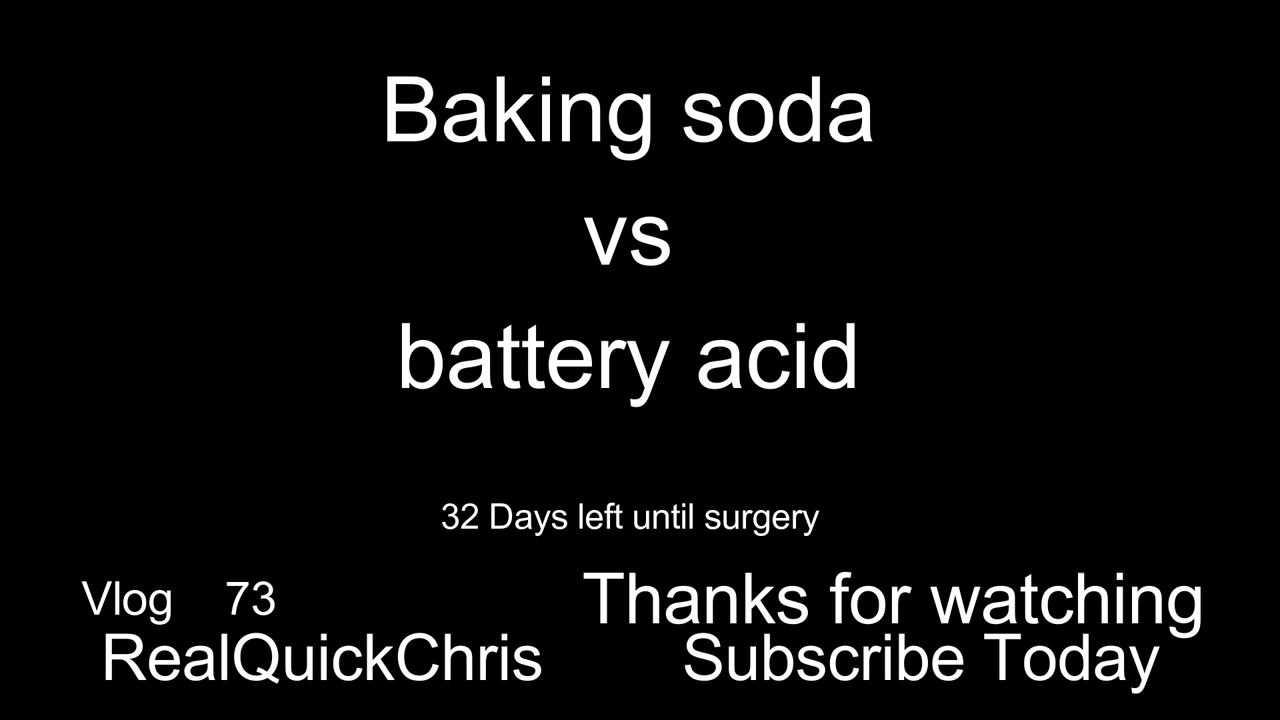 Baking soda
vs
battery acid
32 Days left until surgery
Vlog 73
RealQuickChris
Thanks for watching
Subscribe Today